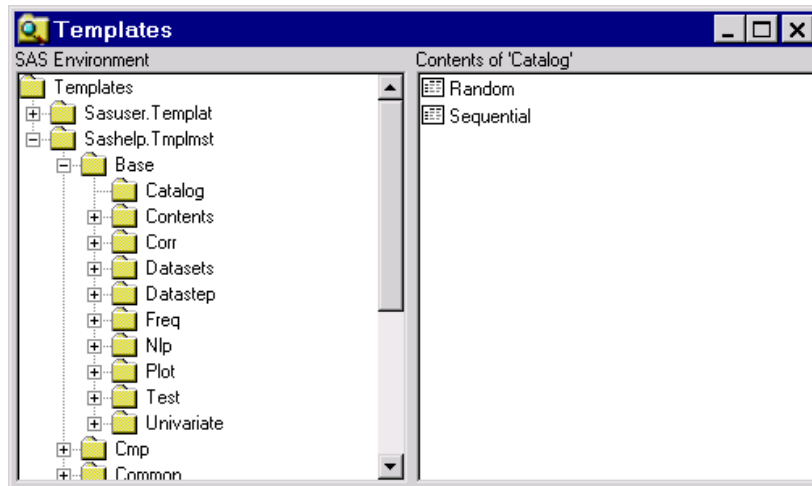 Templates
SAS Environment
Contents of 'Catalog'
Templates
Sasuser.Templat
Sashelp.Tmplmst
Base
Catalog
Contents
Corr
Datasets
Datastep
Freq
Nlp
Plot
Test
Univariate
Cmp
Common
Random
Sequential